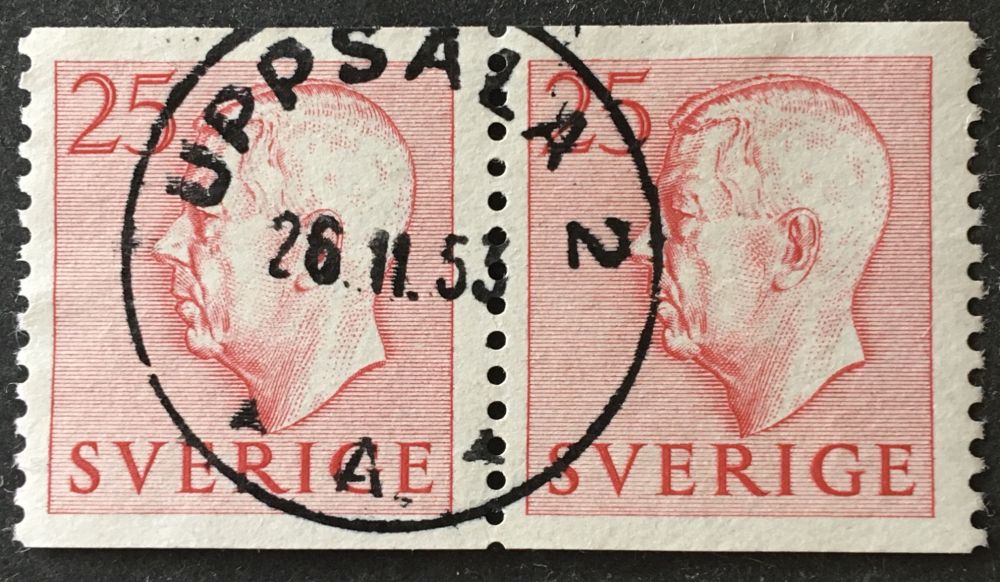 25
25
UPPSALA 2
26.11.53
A.
SVERIGE
SVERIGE